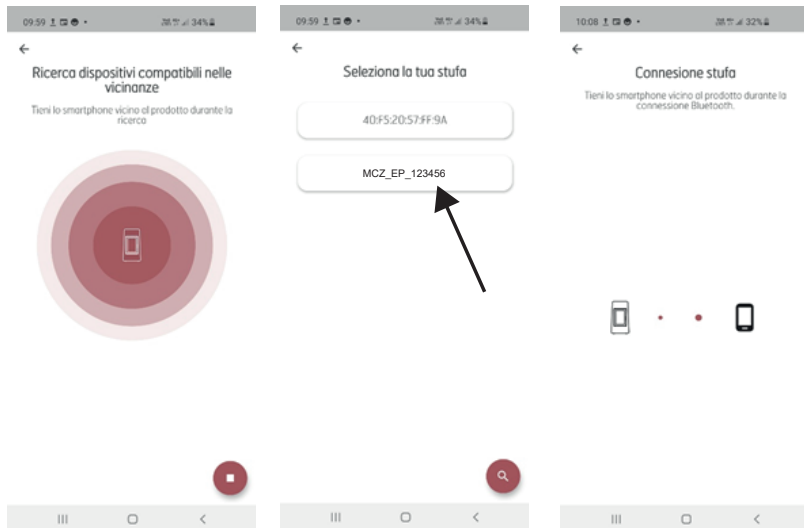 09:59
34%
Ricerca dispositivi compatibili nelle
vicinanze
Tieni lo smartphone vicino al prodotto durante la
ricerca
09:59
34%
Seleziona la tua stufa
40:F5:20:57:FF:9A
MCZ_EP_123456
10:08
32%
Connesione stufa
Tieni lo smartphone vicino al prodotto durante la
connessione Bluetooth.